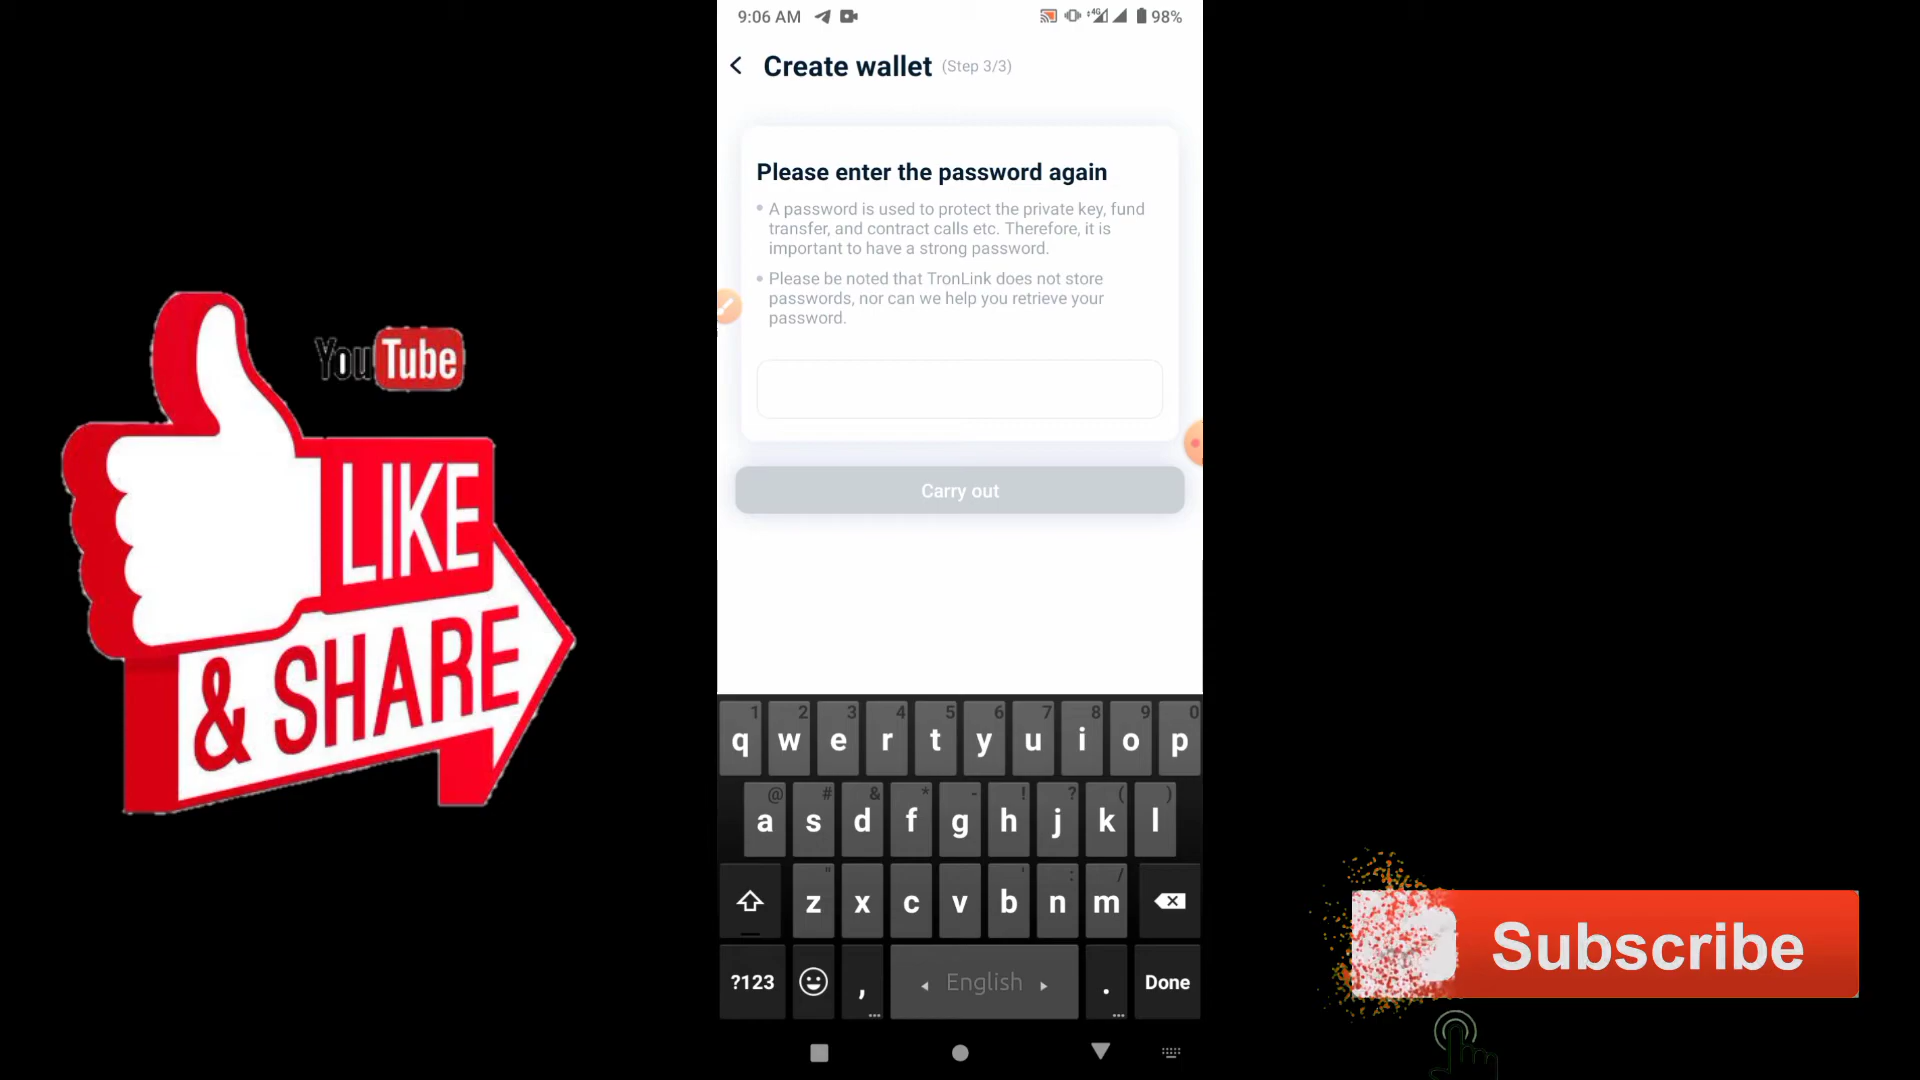 9:06 AM 4G 98%
Create wallet (Step 3/3)
Please enter the password again
• A password is used to protect the private key, fund
transfer, and contract calls etc. Therefore, it is
important to have a strong password.
• Please be noted that TronLink does not store
passwords, nor can we help you retrieve your
password.
Carry out
YouTube
LIKE
& SHARE
1 2 3 4 5 6 7 8 9 0
q w e r t y u i o p
@ # & * - ! ? ( )
a s d f g h j k l
" ' : /
z x c v b n m
?123 , English . Done
Subscribe